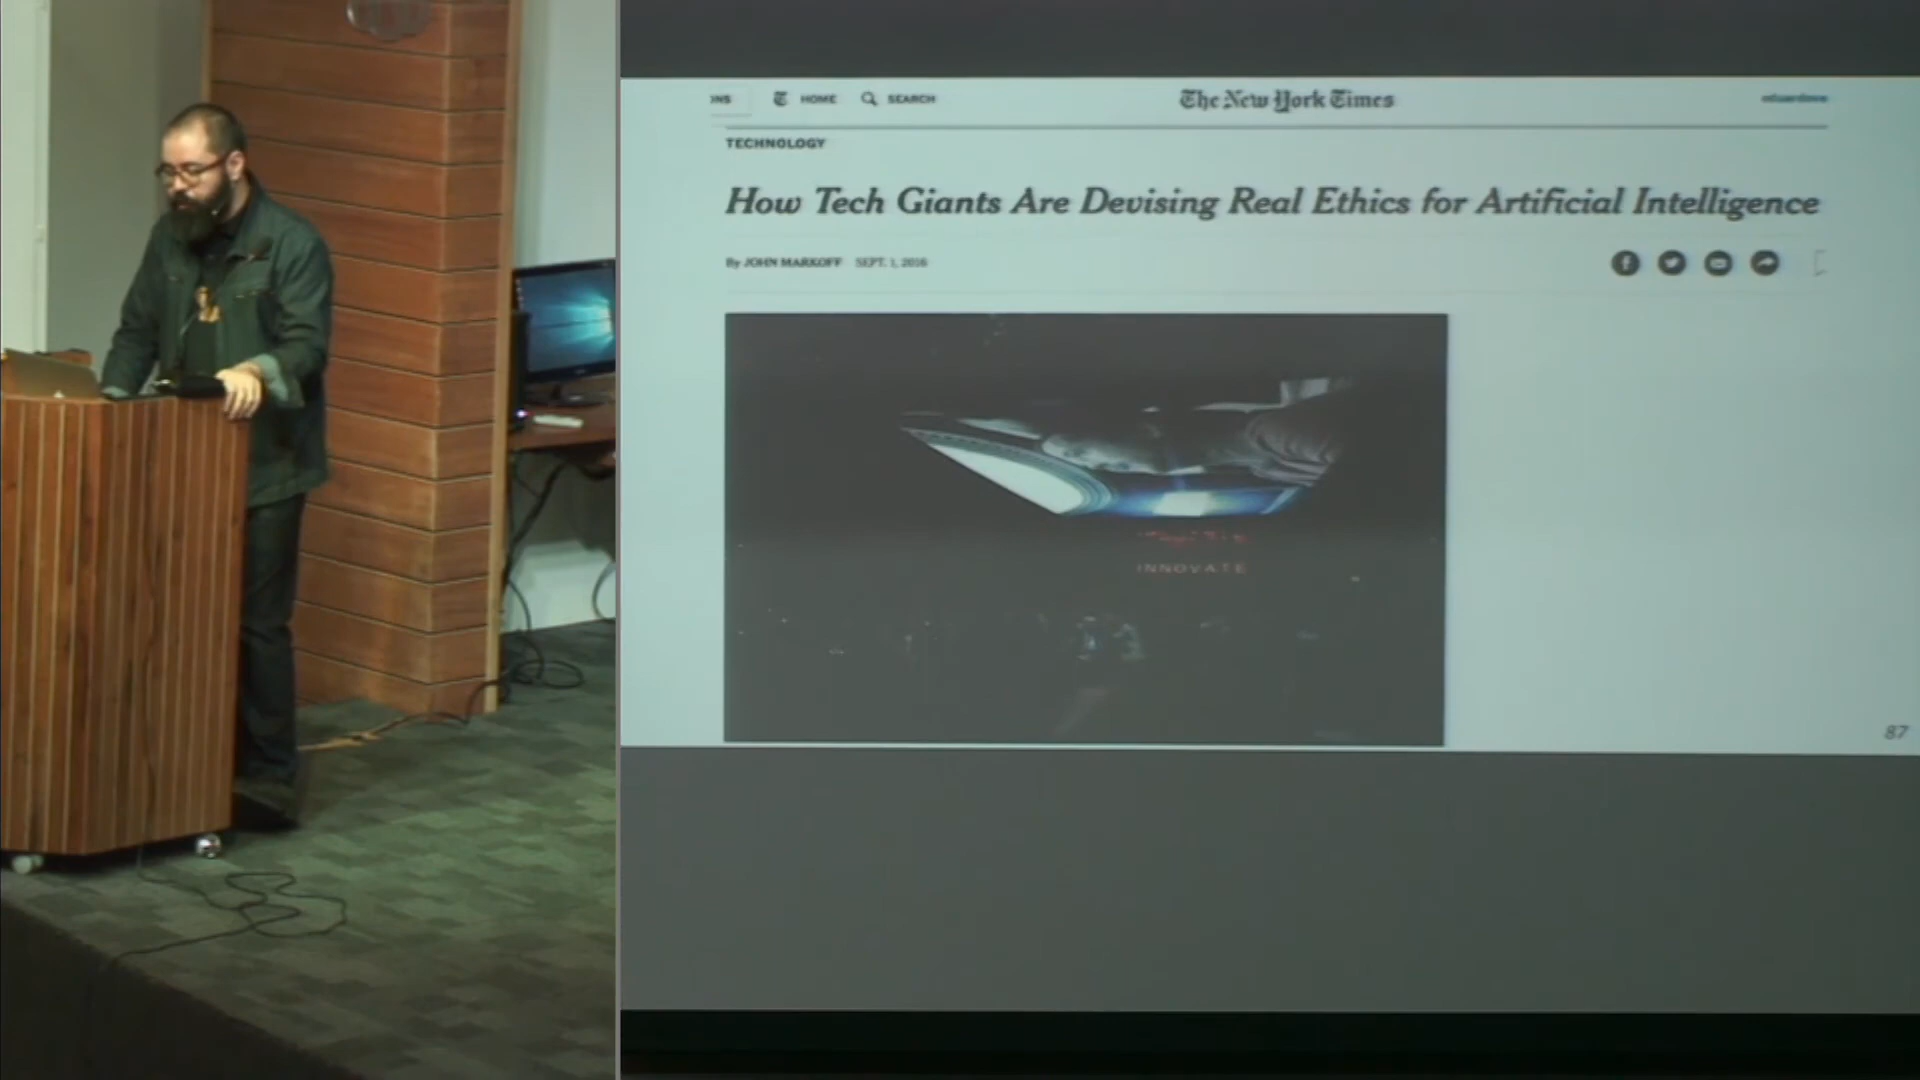 ONS
HOME
SEARCH
The New York Times
TECHNOLOGY
How Tech Giants Are Devising Real Ethics for Artificial Intelligence
By JOHN MARKOFF SEPT. 1, 2016
INNOVATE
87